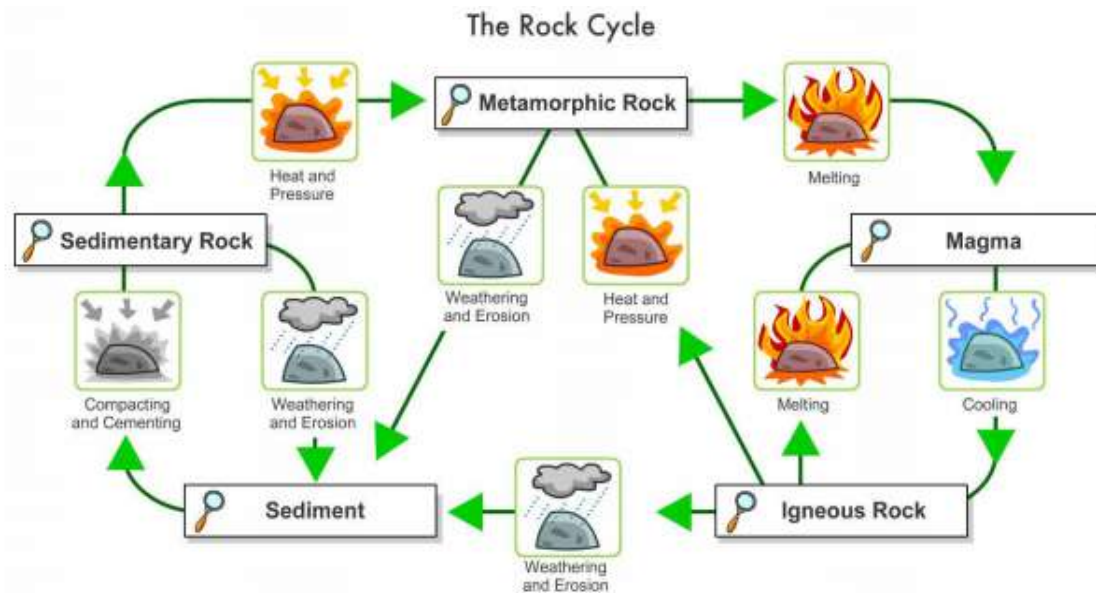 The Rock Cycle
Metamorphic Rock
Heat and
Pressure
Melting
Sedimentary Rock
Magma
Weathering
and Erosion
Heat and
Pressure
Compacting
and Cementing
Weathering
and Erosion
Melting
Cooling
Sediment
Igneous Rock
Weathering
and Erosion